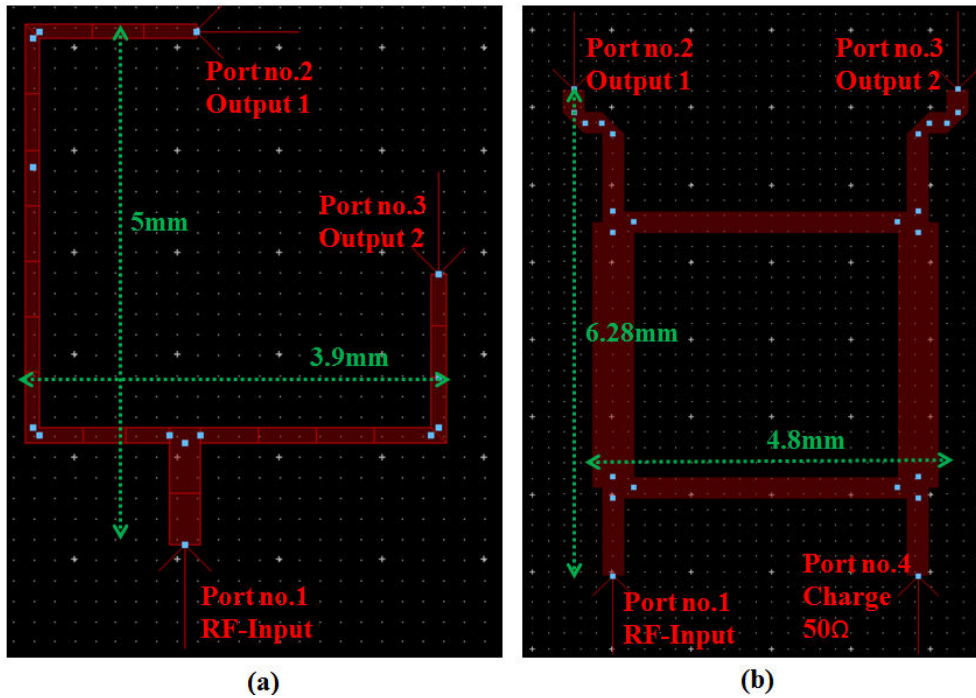 Port no.2
Output 1
5mm
Port no.3
Output 2
3.9mm
Port no.1
RF-Input
(a)
Port no.2
Output 1
Port no.3
Output 2
6.28mm
4.8mm
Port no.1
RF-Input
Port no.4
Charge
50Ω
(b)